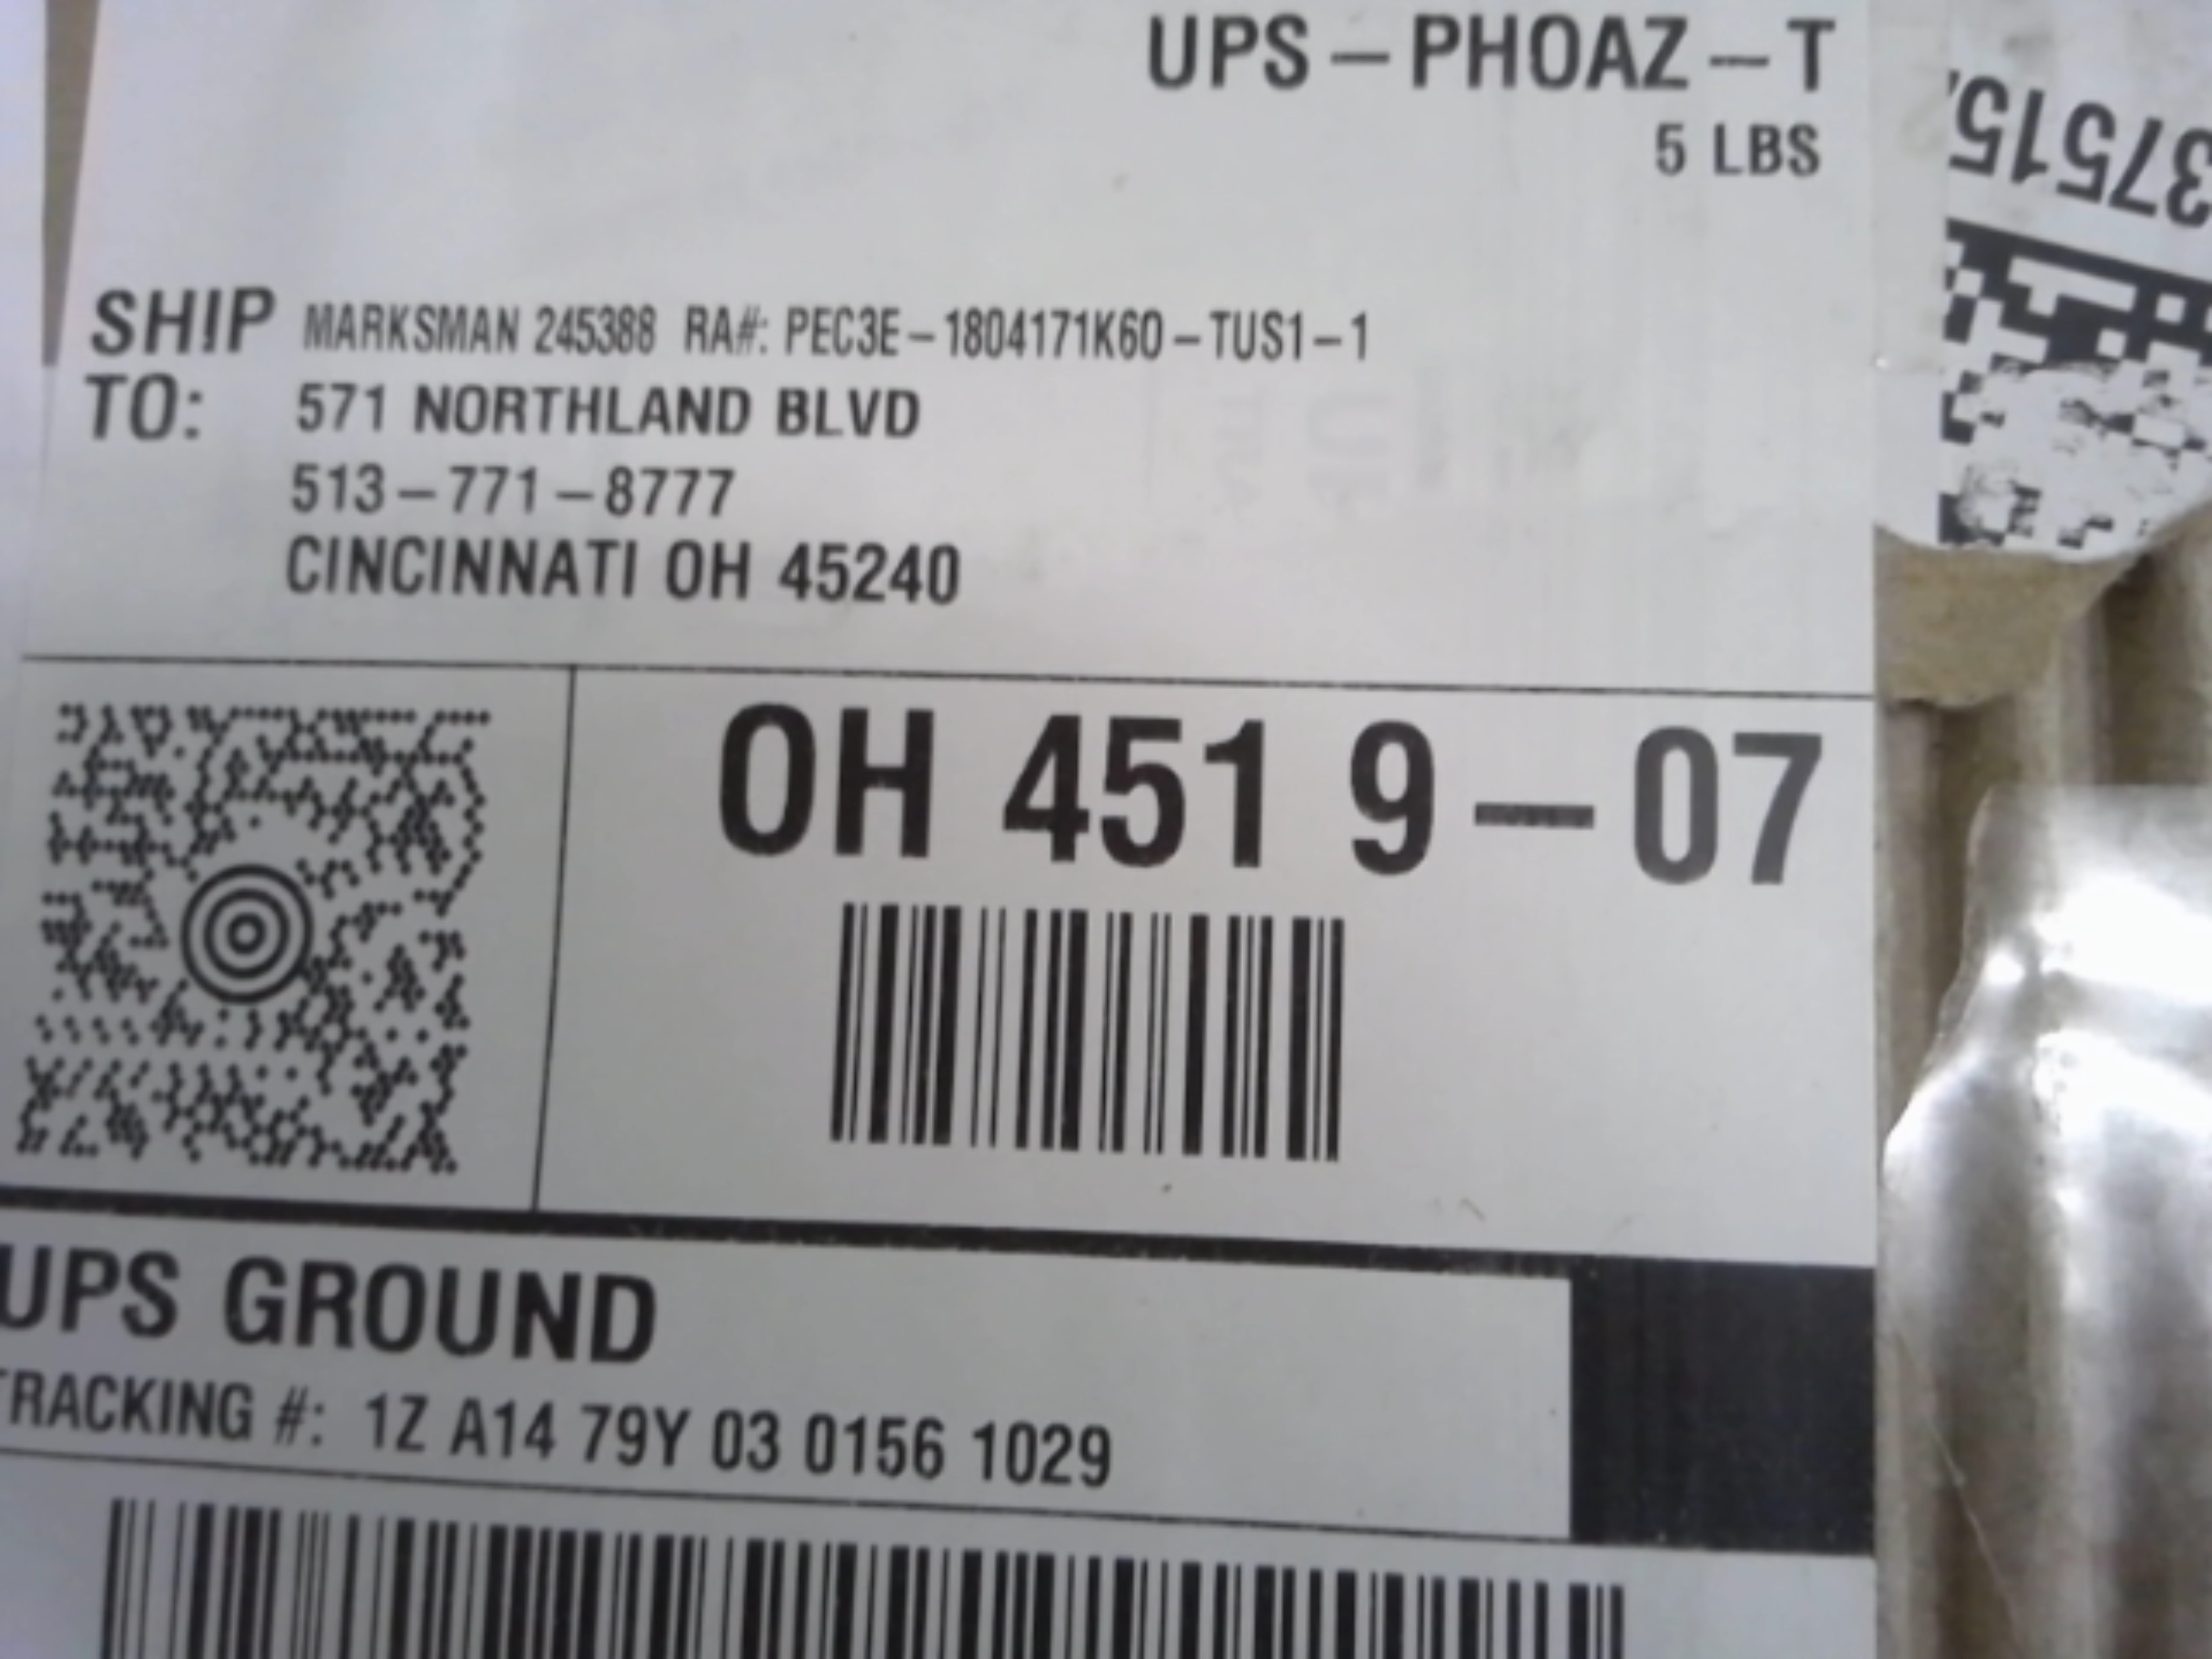 UPS – PHOAZ – T
5 LBS
SHIP TO:
MARKSMAN 245388 RA#: PEC3E – 1804171K60 – TUS1 – 1
571 NORTHLAND BLVD
513 – 771 – 8777
CINCINNATI OH 45240
OH 451 9 – 07
UPS GROUND
TRACKING #: 1Z A14 79Y 03 0156 1029
37515